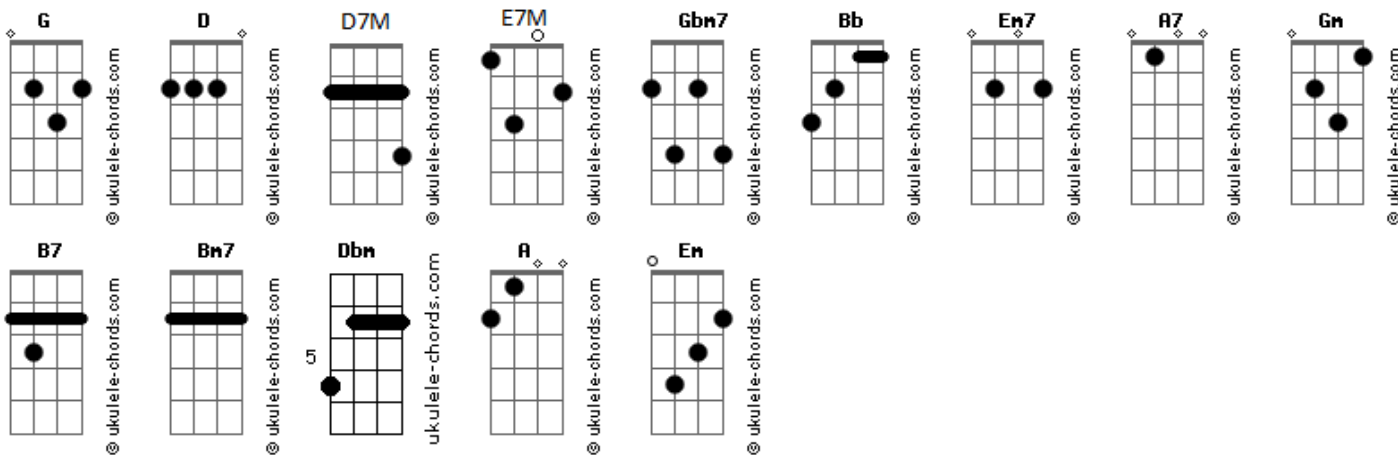 G D D7M E7M Gbm7 Bb Em7 A7 Gm
© ukulele-chords.com © ukulele-chords.com © ukulele-chords.com © ukulele-chords.com © ukulele-chords.com © ukulele-chords.com © ukulele-chords.com © ukulele-chords.com © ukulele-chords.com
B7 Bm7 Dbm A Em
5
© ukulele-chords.com © ukulele-chords.com ukulele-chords.com © ukulele-chords.com © ukulele-chords.com